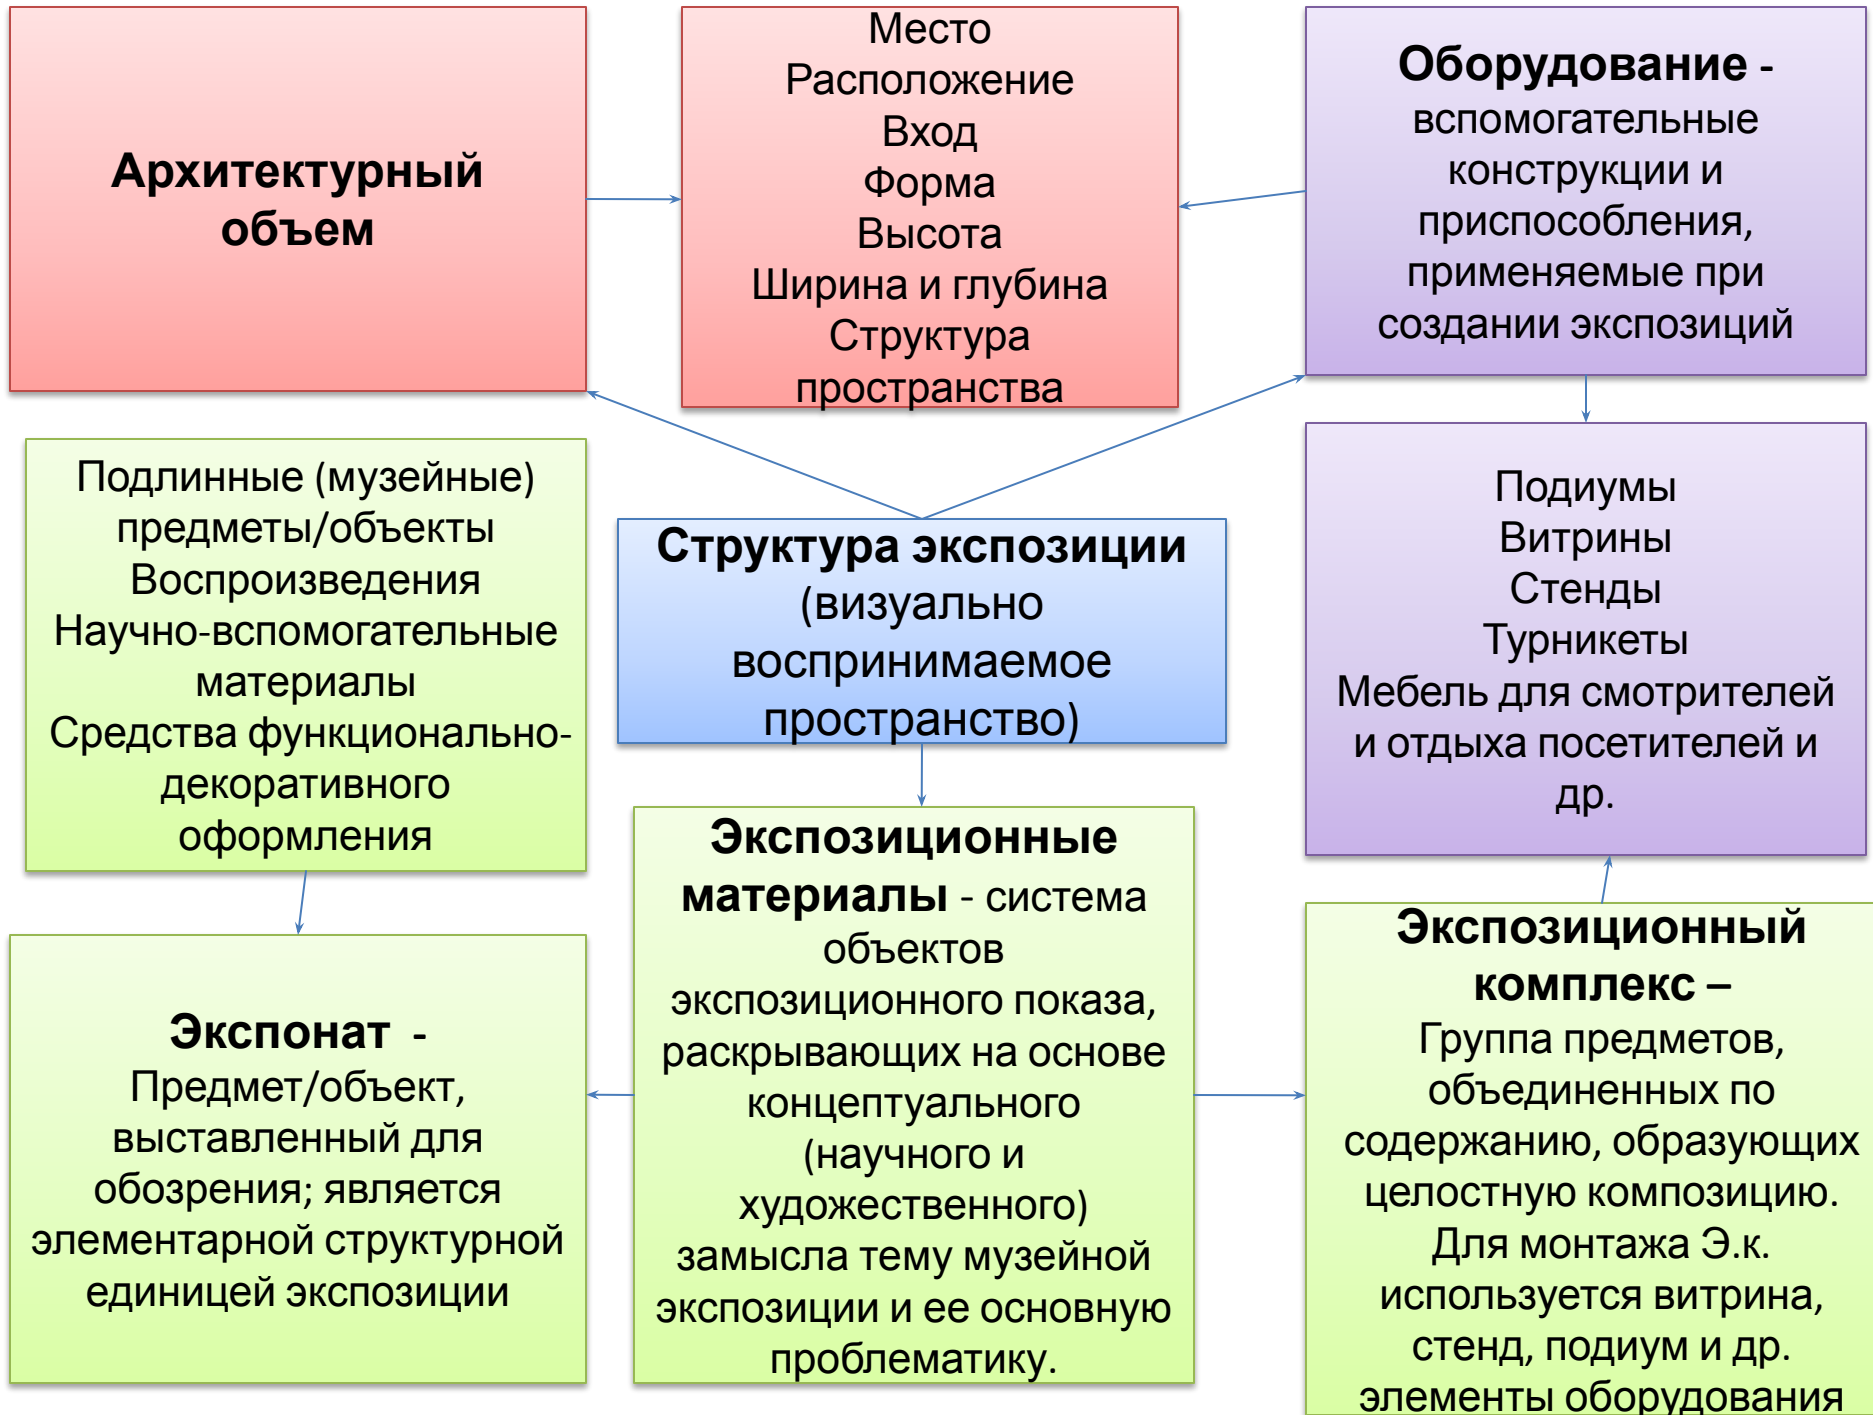 Архитектурный
объем
Место
Расположение
Вход
Форма
Высота
Ширина и глубина
Структура
пространства
Оборудование -
вспомогательные
конструкции и
приспособления,
применяемые при
создании экспозиций
Подлинные (музейные)
предметы/объекты
Воспроизведения
Научно-вспомогательные
материалы
Средства функционально-
декоративного
оформления
Структура экспозиции
(визуально
воспринимаемое
пространство)
Подиумы
Витрины
Стенды
Турникеты
Мебель для смотрителей
и отдыха посетителей и
др.
Экспонат -
Предмет/объект,
выставленный для
обозрения; является
элементарной структурной
единицей экспозиции
Экспозиционные
материалы - система
объектов
экспозиционного показа,
раскрывающих на основе
концептуального
(научного и
художественного)
замысла тему музейной
экспозиции и ее основную
проблематику.
Экспозиционный
комплекс –
Группа предметов,
объединенных по
содержанию, образующих
целостную композицию.
Для монтажа Э.к.
используется витрина,
стенд, подиум и др.
элементы оборудования